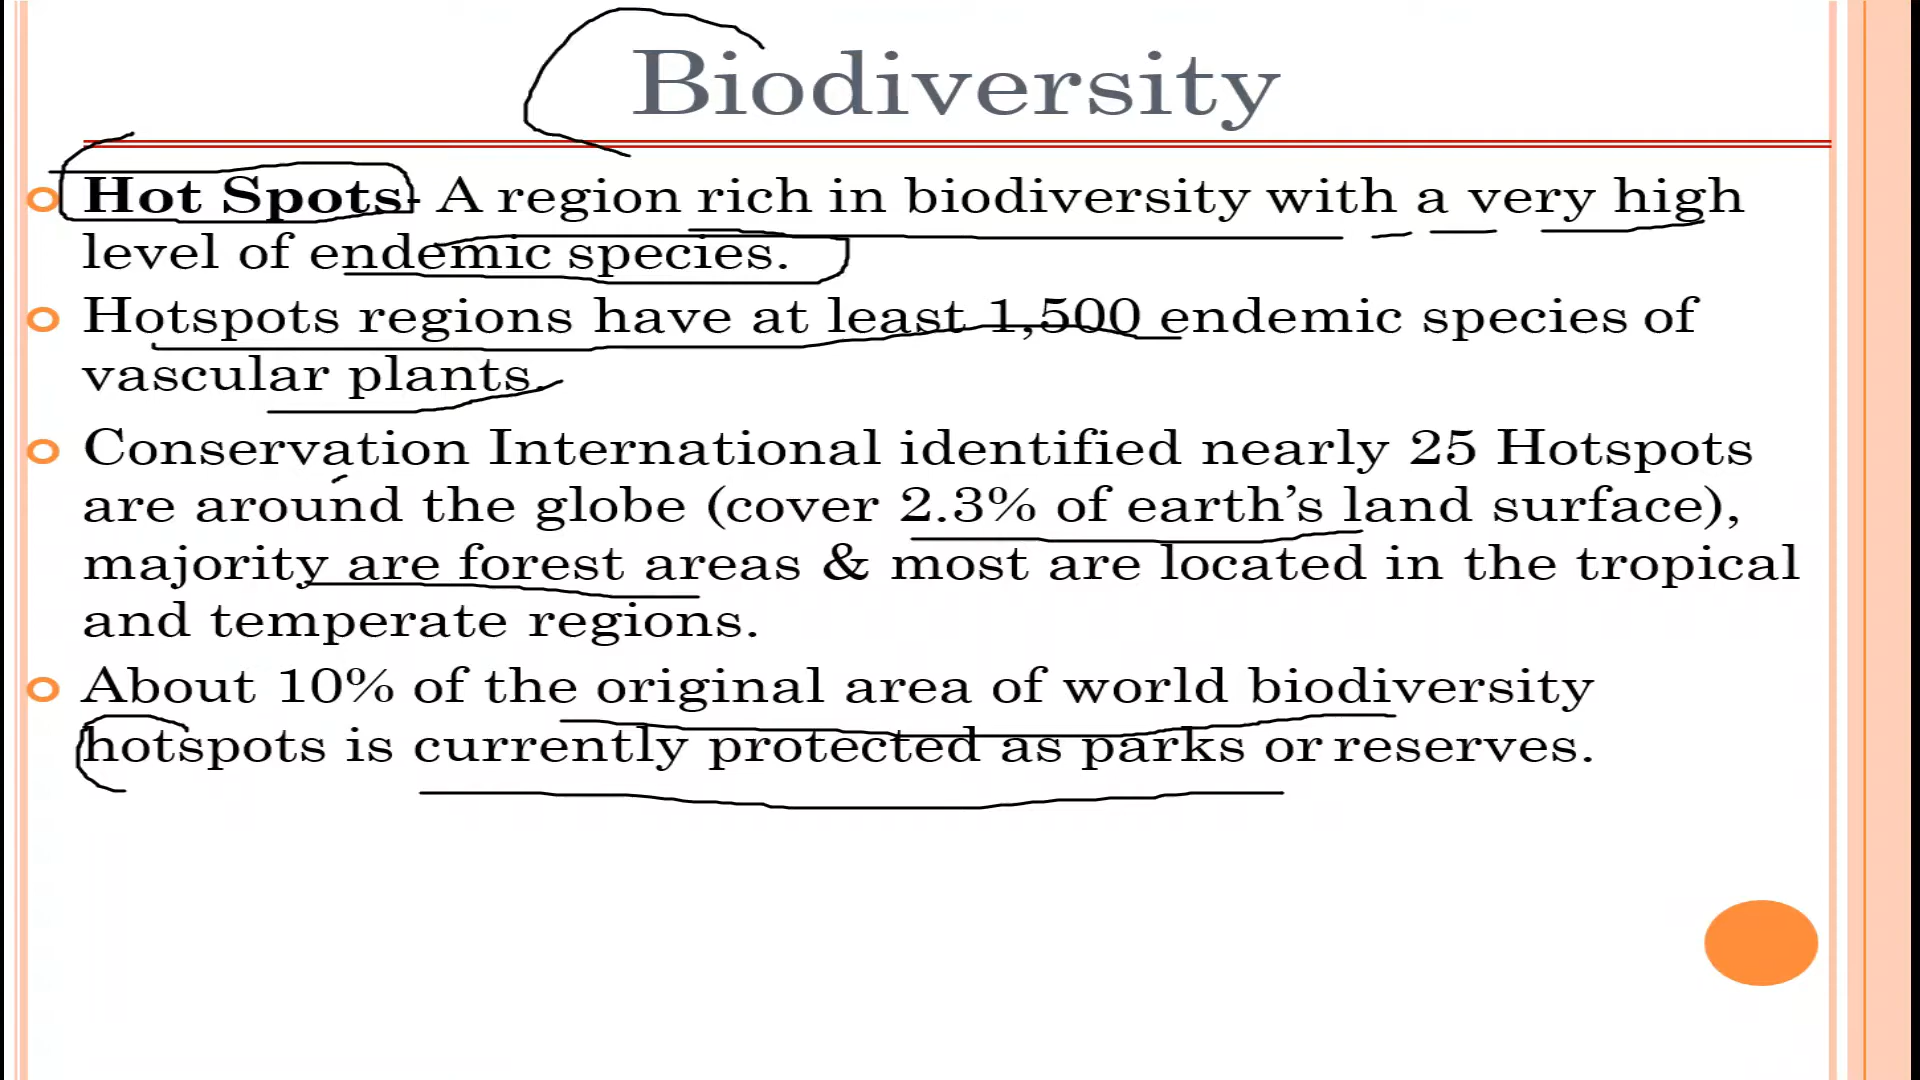 Biodiversity
Hot Spots- A region rich in biodiversity with a very high
level of endemic species.
Hotspots regions have at least 1,500 endemic species of
vascular plants.
Conservation International identified nearly 25 Hotspots
are around the globe (cover 2.3% of earth’s land surface),
majority are forest areas & most are located in the tropical
and temperate regions.
About 10% of the original area of world biodiversity
hotspots is currently protected as parks or reserves.